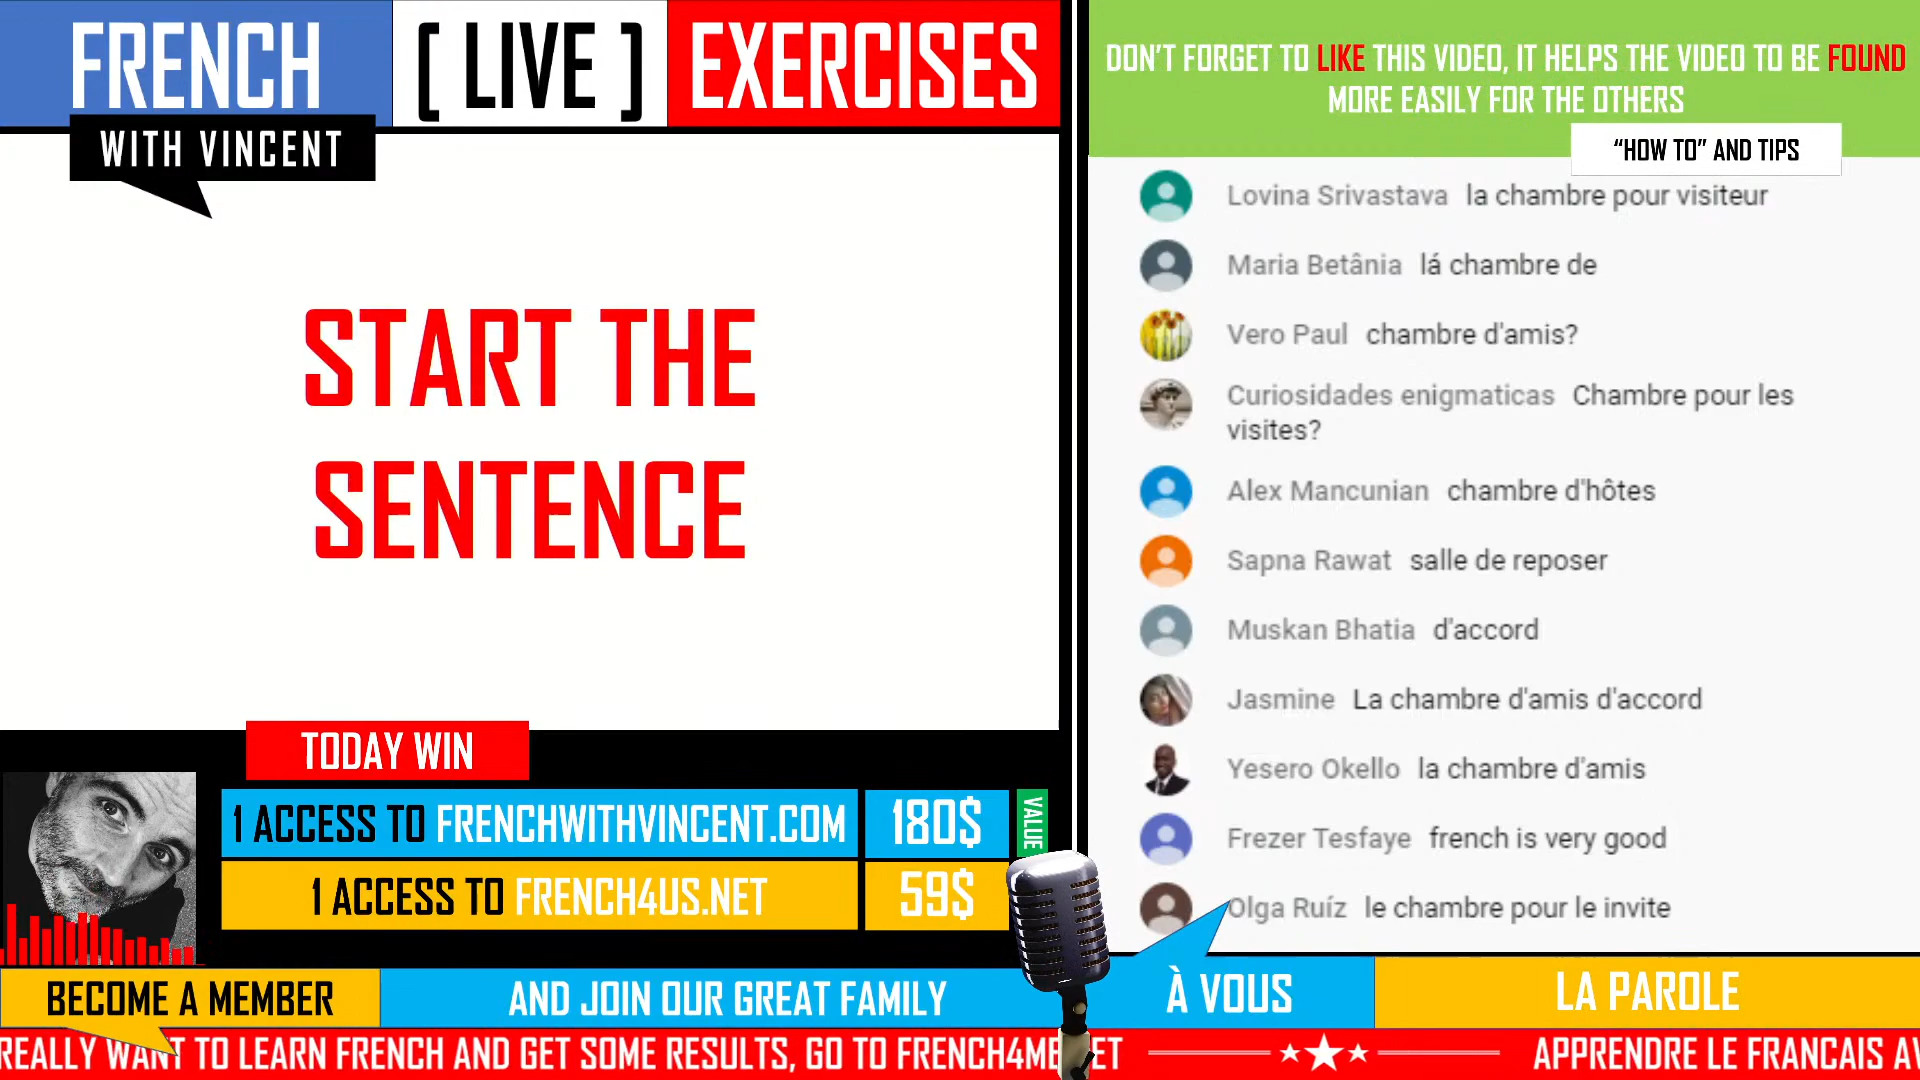 FRENCH
[ LIVE ]
EXERCISES
WITH VINCENT
START THE
SENTENCE
TODAY WIN
1 ACCESS TO FRENCHWITHVINCENT.COM
180$
VALUE
1 ACCESS TO FRENCH4US.NET
59$
BECOME A MEMBER
AND JOIN OUR GREAT FAMILY
DON'T FORGET TO LIKE THIS VIDEO, IT HELPS THE VIDEO TO BE FOUND
MORE EASILY FOR THE OTHERS
“HOW TO” AND TIPS
Lovina Srivastava la chambre pour visiteur
Maria Betânia lá chambre de
Vero Paul chambre d'amis?
Curiosidades enigmaticas Chambre pour les
visites?
Alex Mancunian chambre d'hôtes
Sapna Rawat salle de reposer
Muskan Bhatia d'accord
Jasmine La chambre d'amis d'accord
Yesero Okello la chambre d'amis
Frezer Tesfaye french is very good
Olga Ruíz le chambre pour le invite
À VOUS
LA PAROLE
REALLY WANT TO LEARN FRENCH AND GET SOME RESULTS, GO TO APPRENDRE LE FRANCAIS